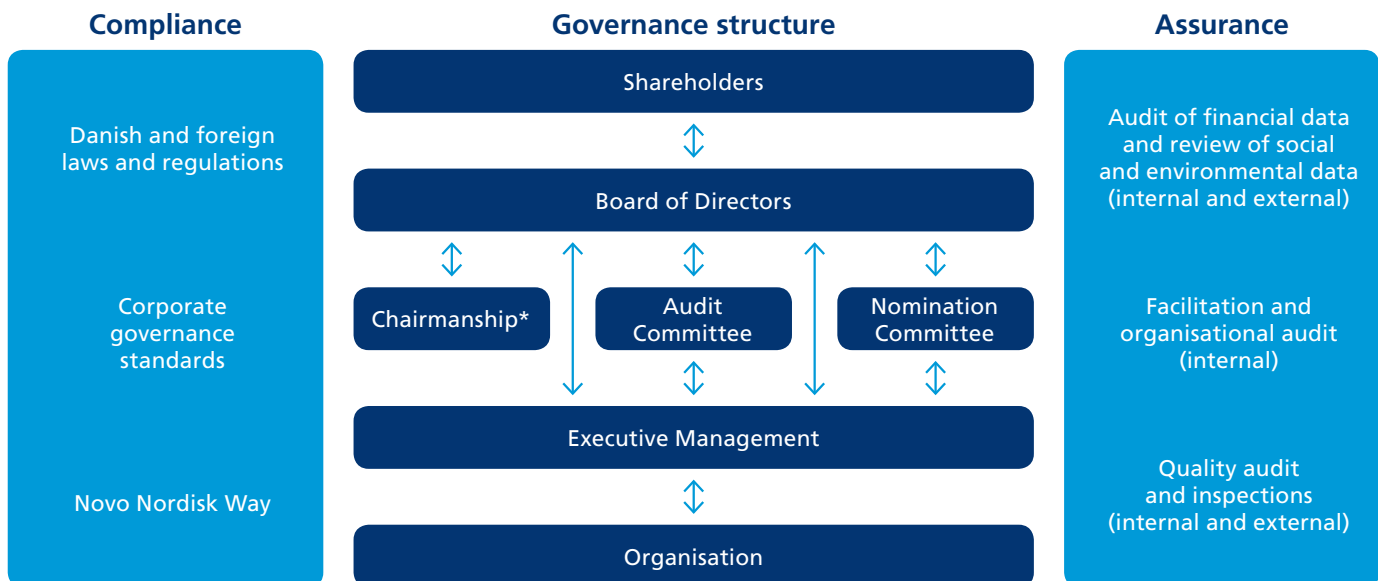 Compliance
Danish and foreign
laws and regulations
Corporate
governance
standards
Novo Nordisk Way
Governance structure
Shareholders
Board of Directors
Chairmanship*
Audit
Committee
Nomination
Committee
Executive Management
Organisation
Assurance
Audit of financial data
and review of social
and environmental data
(internal and external)
Facilitation and
organisational audit
(internal)
Quality audit
and inspections
(internal and external)